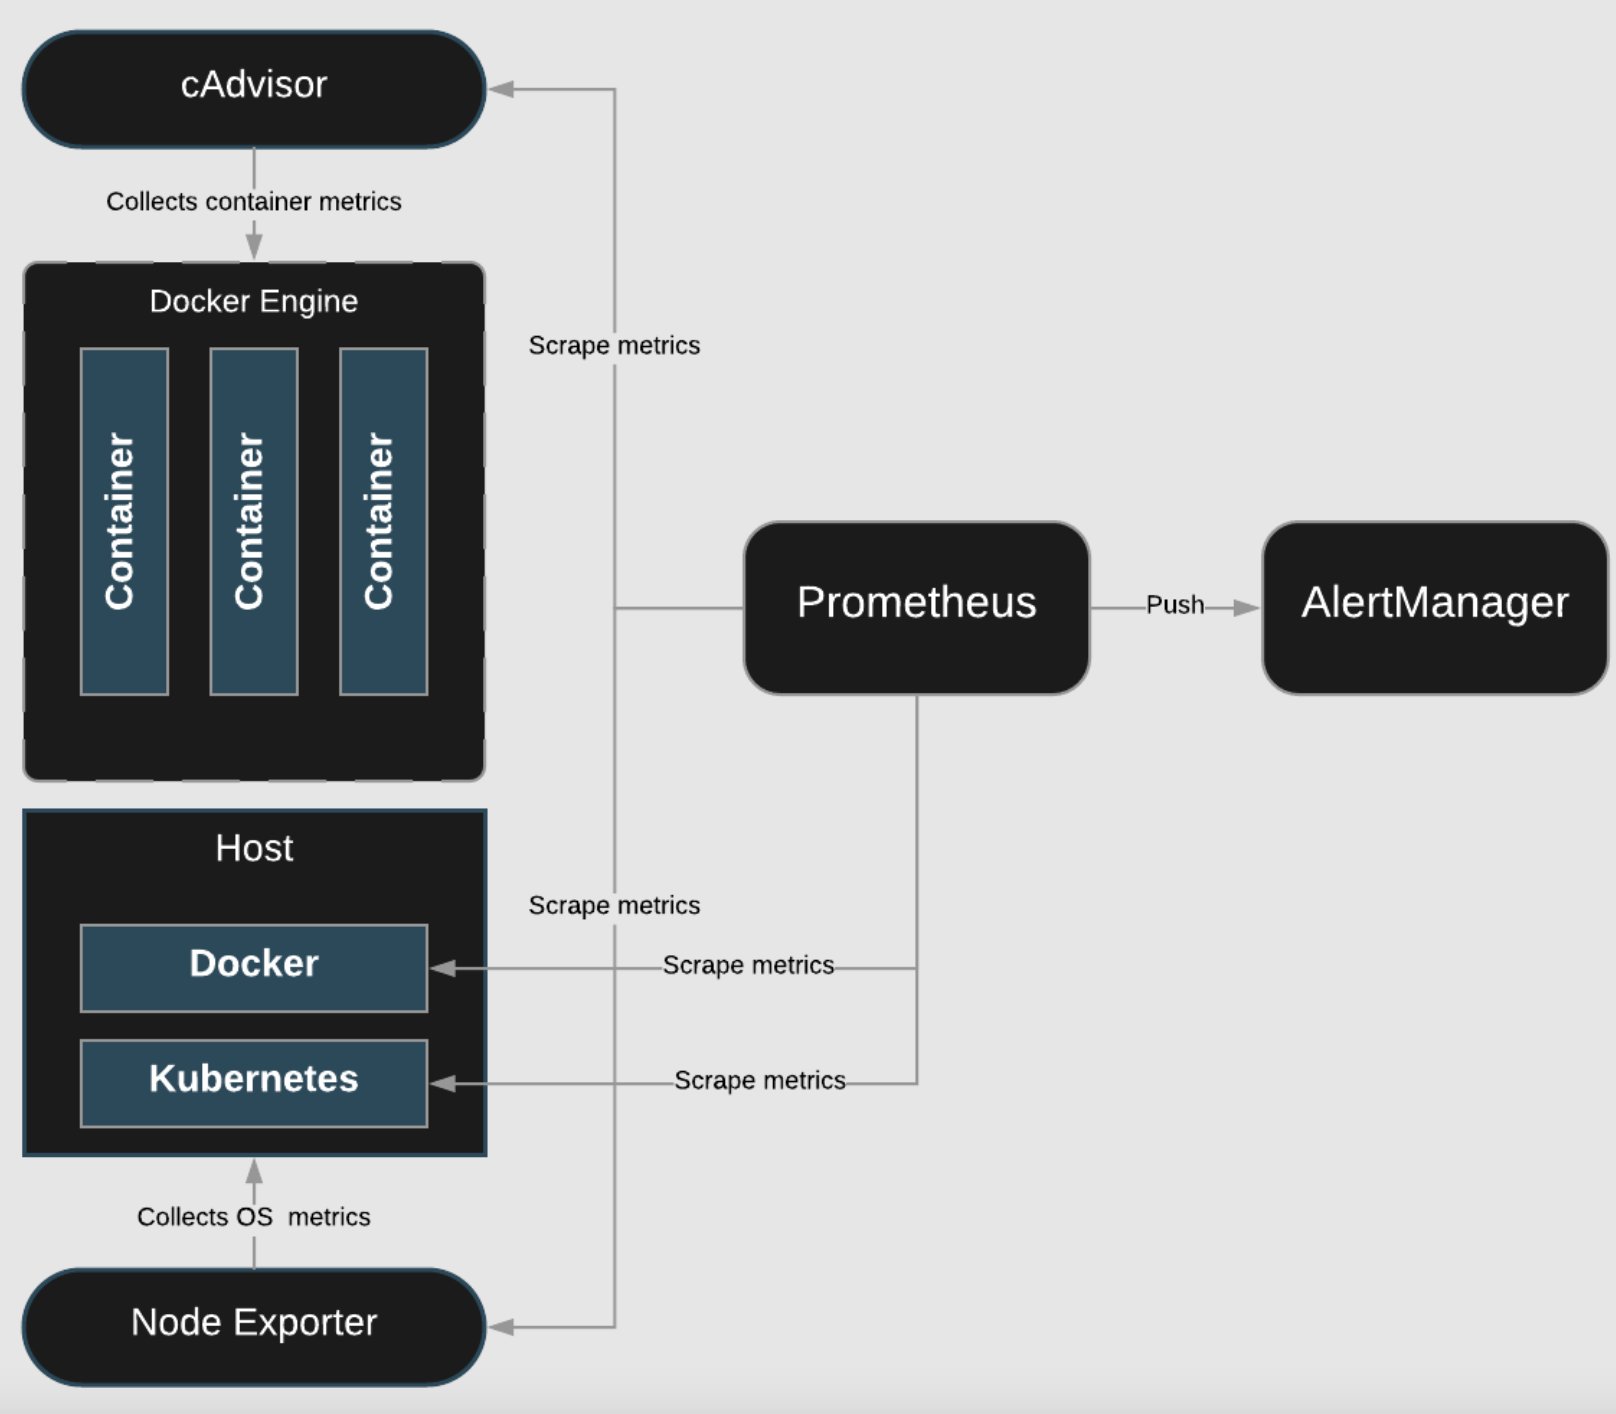 cAdvisor
Collects container metrics
Docker Engine
Container
Container
Container
Scrape metrics
Prometheus
Push
AlertManager
Host
Docker
Kubernetes
Scrape metrics
Scrape metrics
Scrape metrics
Collects OS  metrics
Node Exporter